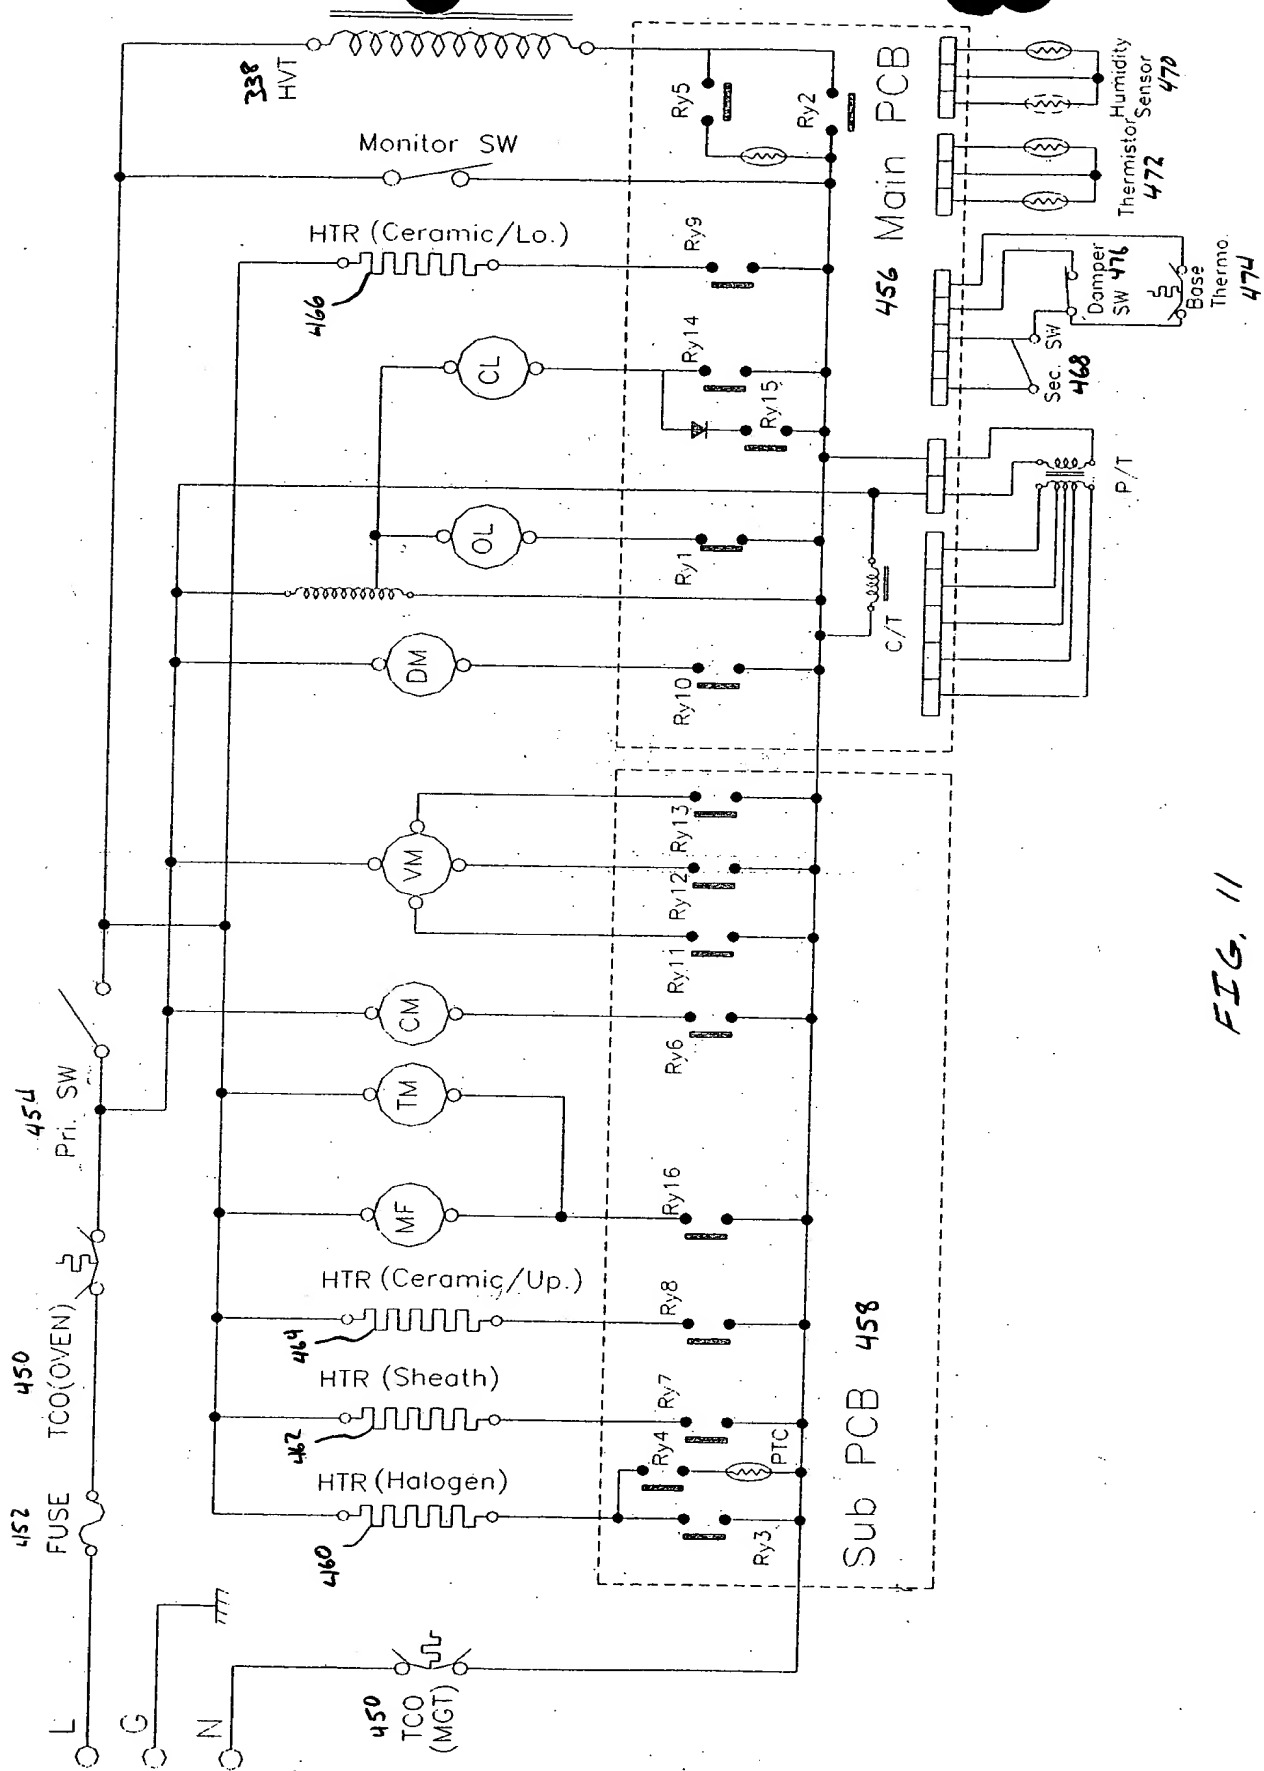 L
G
N
452
FUSE
450
TCO(OVEN)
454
Pri. SW
450
TCO
(MGT)
HTR (Halogen)
460
HTR (Sheath)
462
HTR (Ceramic/Up.)
464
MF
TM
CM
VM
DM
OL
CL
HTR (Ceramic/Lo.)
466
Monitor SW
338
HVT
Ry3
Ry4
PTC
Ry7
Ry8
Ry16
Ry6
Ry11
Ry12
Ry13
Ry10
Ry1
Ry15
Ry14
Ry9
Ry5
Ry2
Sub PCB 458
456 Main PCB
C/T
P/T
Sec. SW
468
Damper
SW 476
Base
Thermo.
474
Thermistor
472
Humidity
Sensor
470
FIG. 11